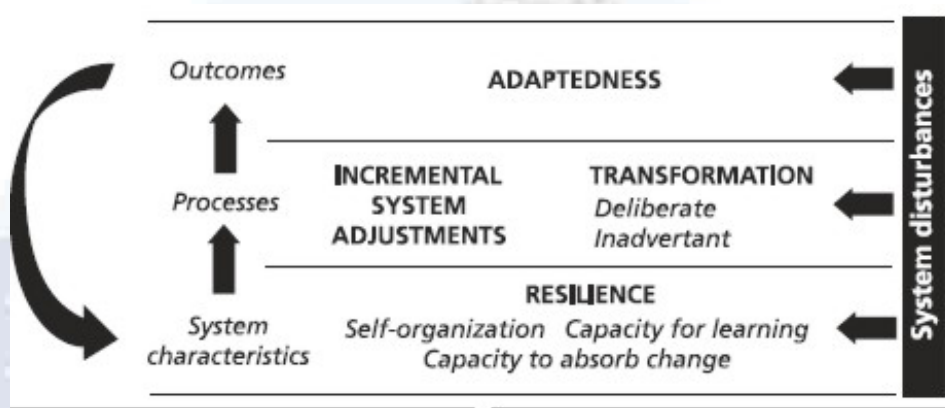 Outcomes
ADAPTEDNESS
Processes
INCREMENTAL
SYSTEM
ADJUSTMENTS
TRANSFORMATION
Deliberate
Inadvertant
System
characteristics
RESILIENCE
Self-organization Capacity for learning
Capacity to absorb change
System disturbances